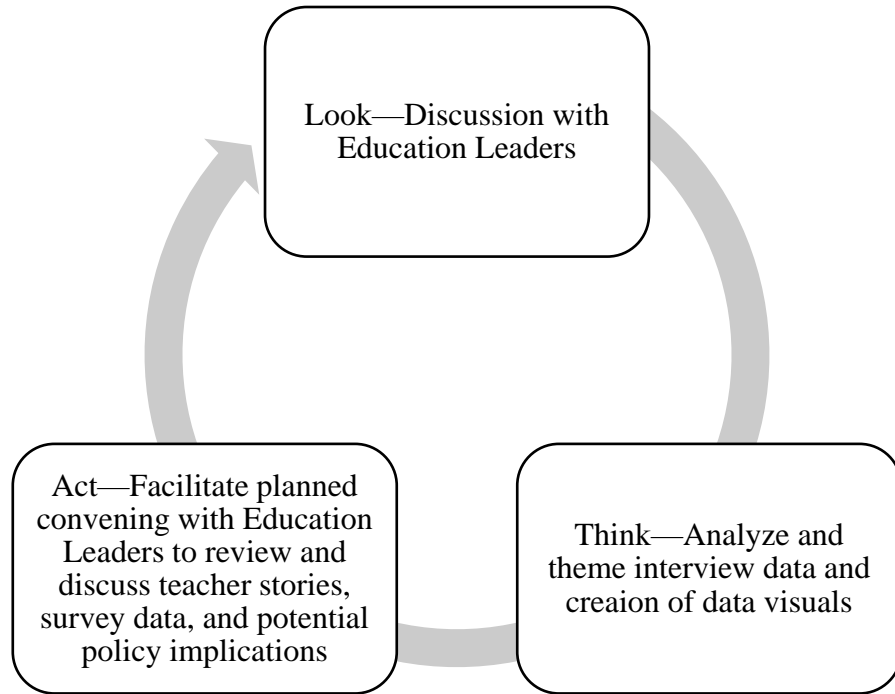 Look—Discussion with
Education Leaders
Think—Analyze and
theme interview data and
creaion of data visuals
Act—Facilitate planned
convening with Education
Leaders to review and
discuss teacher stories,
survey data, and potential
policy implications